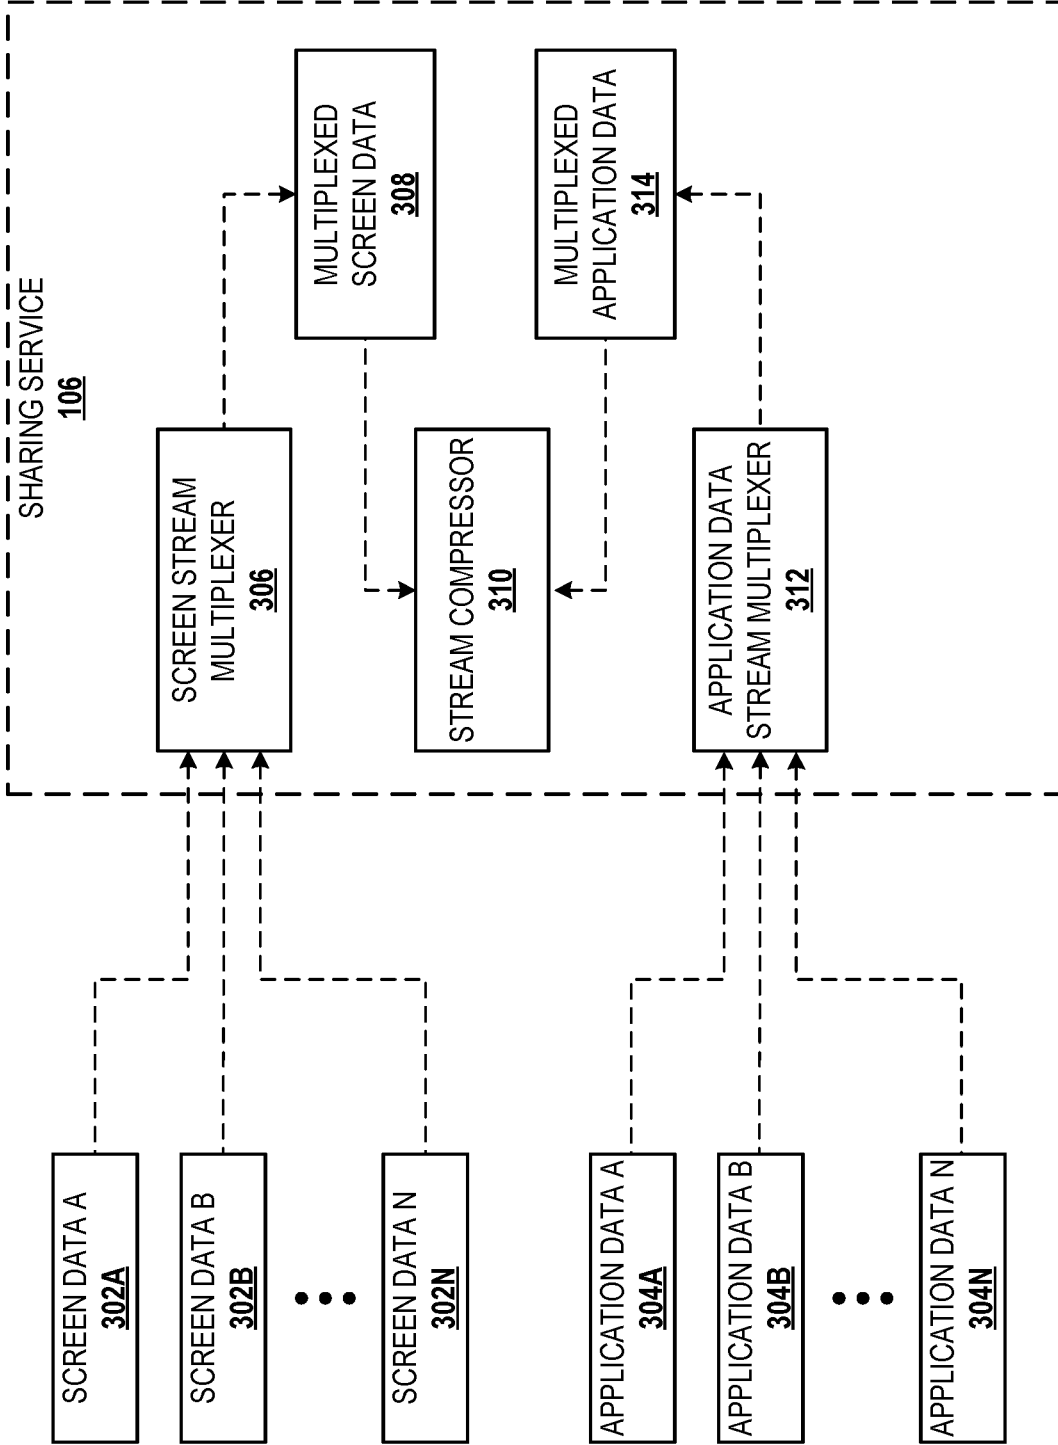 SHARING SERVICE
106
SCREEN DATA A
302A
SCREEN DATA B
302B
SCREEN DATA N
302N
APPLICATION DATA A
304A
APPLICATION DATA B
304B
APPLICATION DATA N
304N
SCREEN STREAM
MULTIPLEXER
306
STREAM COMPRESSOR
310
APPLICATION DATA
STREAM MULTIPLEXER
312
MULTIPLEXED
SCREEN DATA
308
MULTIPLEXED
APPLICATION DATA
314